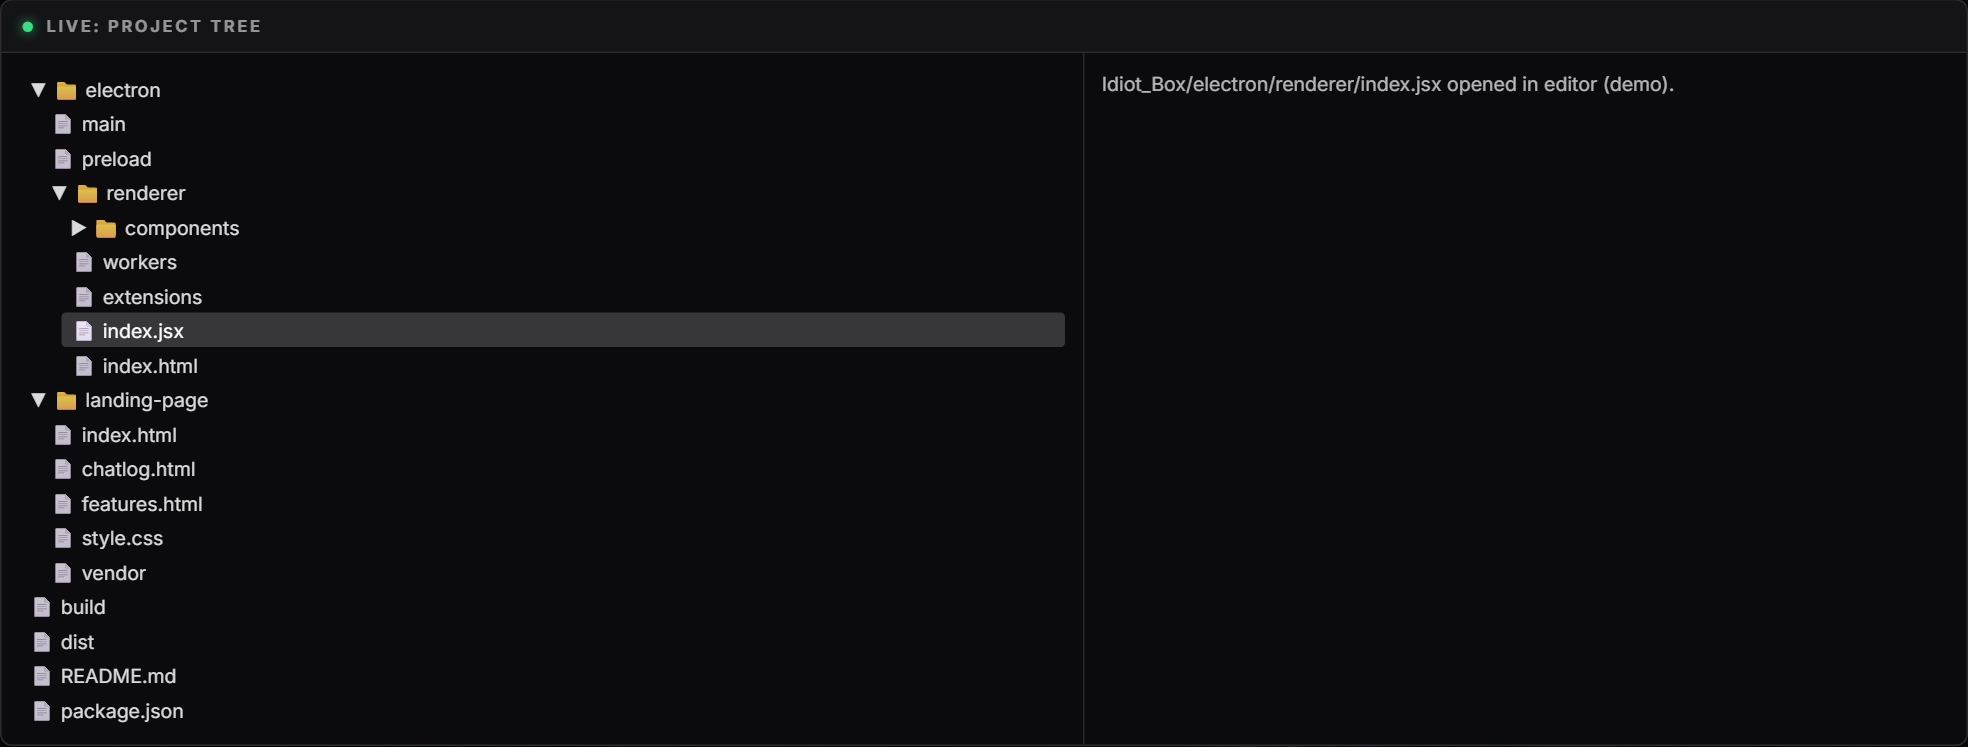 LIVE: PROJECT TREE
electron
main
preload
renderer
components
workers
extensions
index.jsx
index.html
landing-page
index.html
chatlog.html
features.html
style.css
vendor
build
dist
README.md
package.json
Idiot_Box/electron/renderer/index.jsx opened in editor (demo).